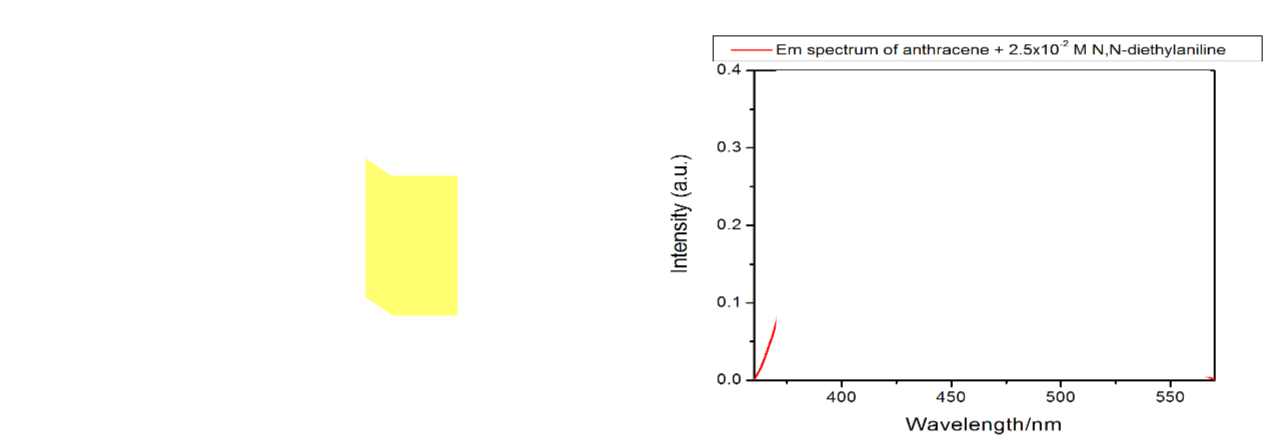 Em spectrum of anthracene + 2.5x10⁻² M N,N-diethylaniline
0.4
0.3
0.2
0.1
0.0
Intensity (a.u.)
400 450 500 550
Wavelength/nm